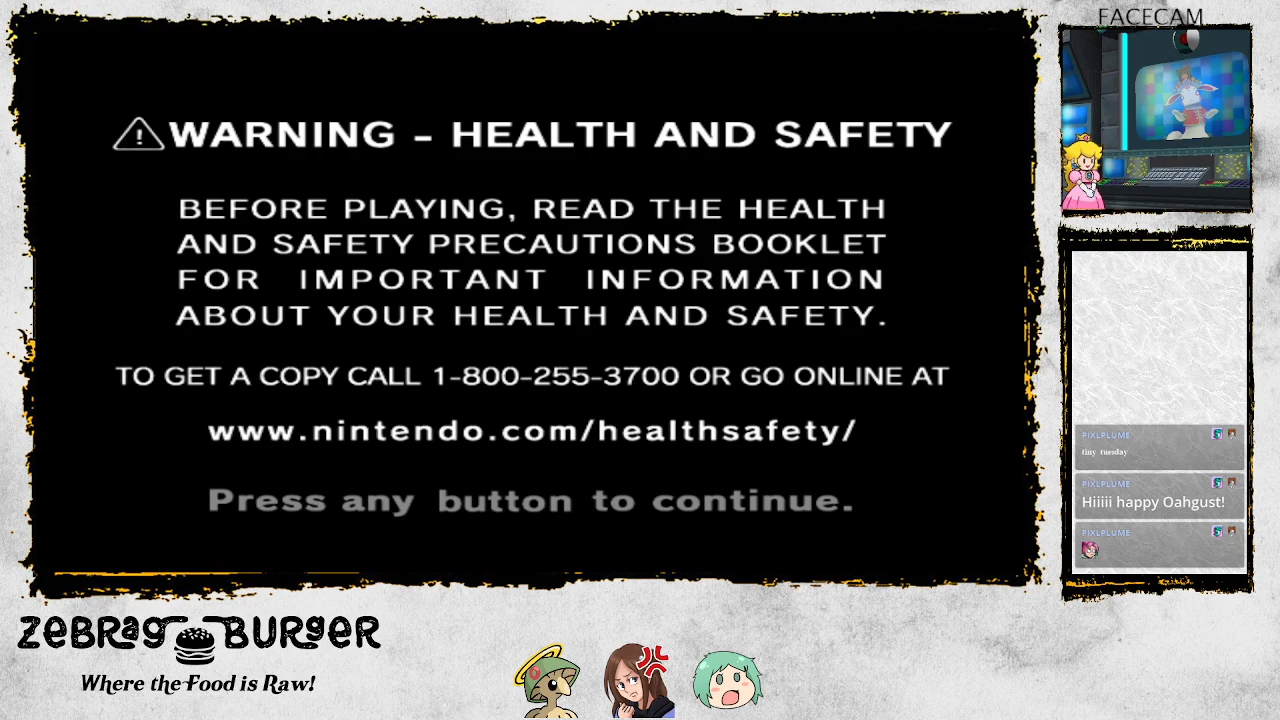 FACECAM
WARNING - HEALTH AND SAFETY
BEFORE PLAYING, READ THE HEALTH
AND SAFETY PRECAUTIONS BOOKLET
FOR IMPORTANT INFORMATION
ABOUT YOUR HEALTH AND SAFETY.
TO GET A COPY CALL 1-800-255-3700 OR GO ONLINE AT
www.nintendo.com/healthsafety/
Press any button to continue.
PIXLPLUME
tiny tuesday
PIXLPLUME
Hiiiii happy Oahgust!
PIXLPLUME
ZEBRAG BURGER
Where the Food is Raw!